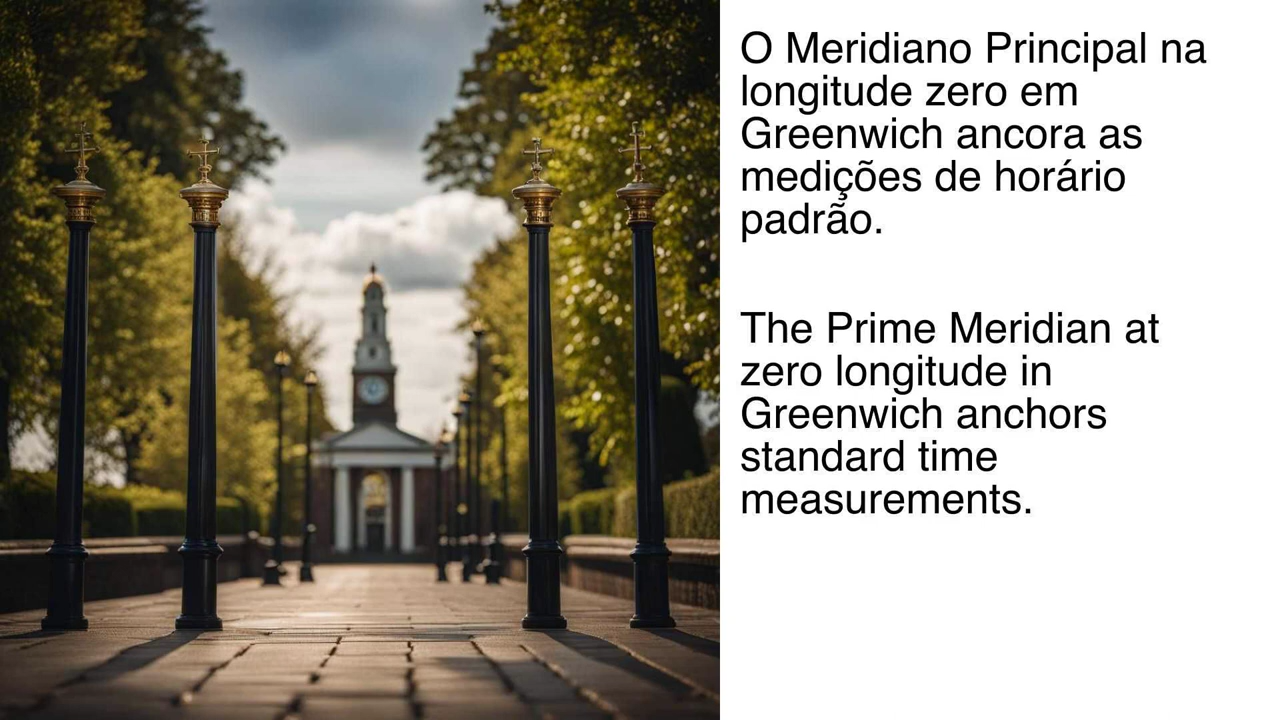 O Meridiano Principal na
longitude zero em
Greenwich ancora as
medições de horário
padrão.
The Prime Meridian at
zero longitude in
Greenwich anchors
standard time
measurements.